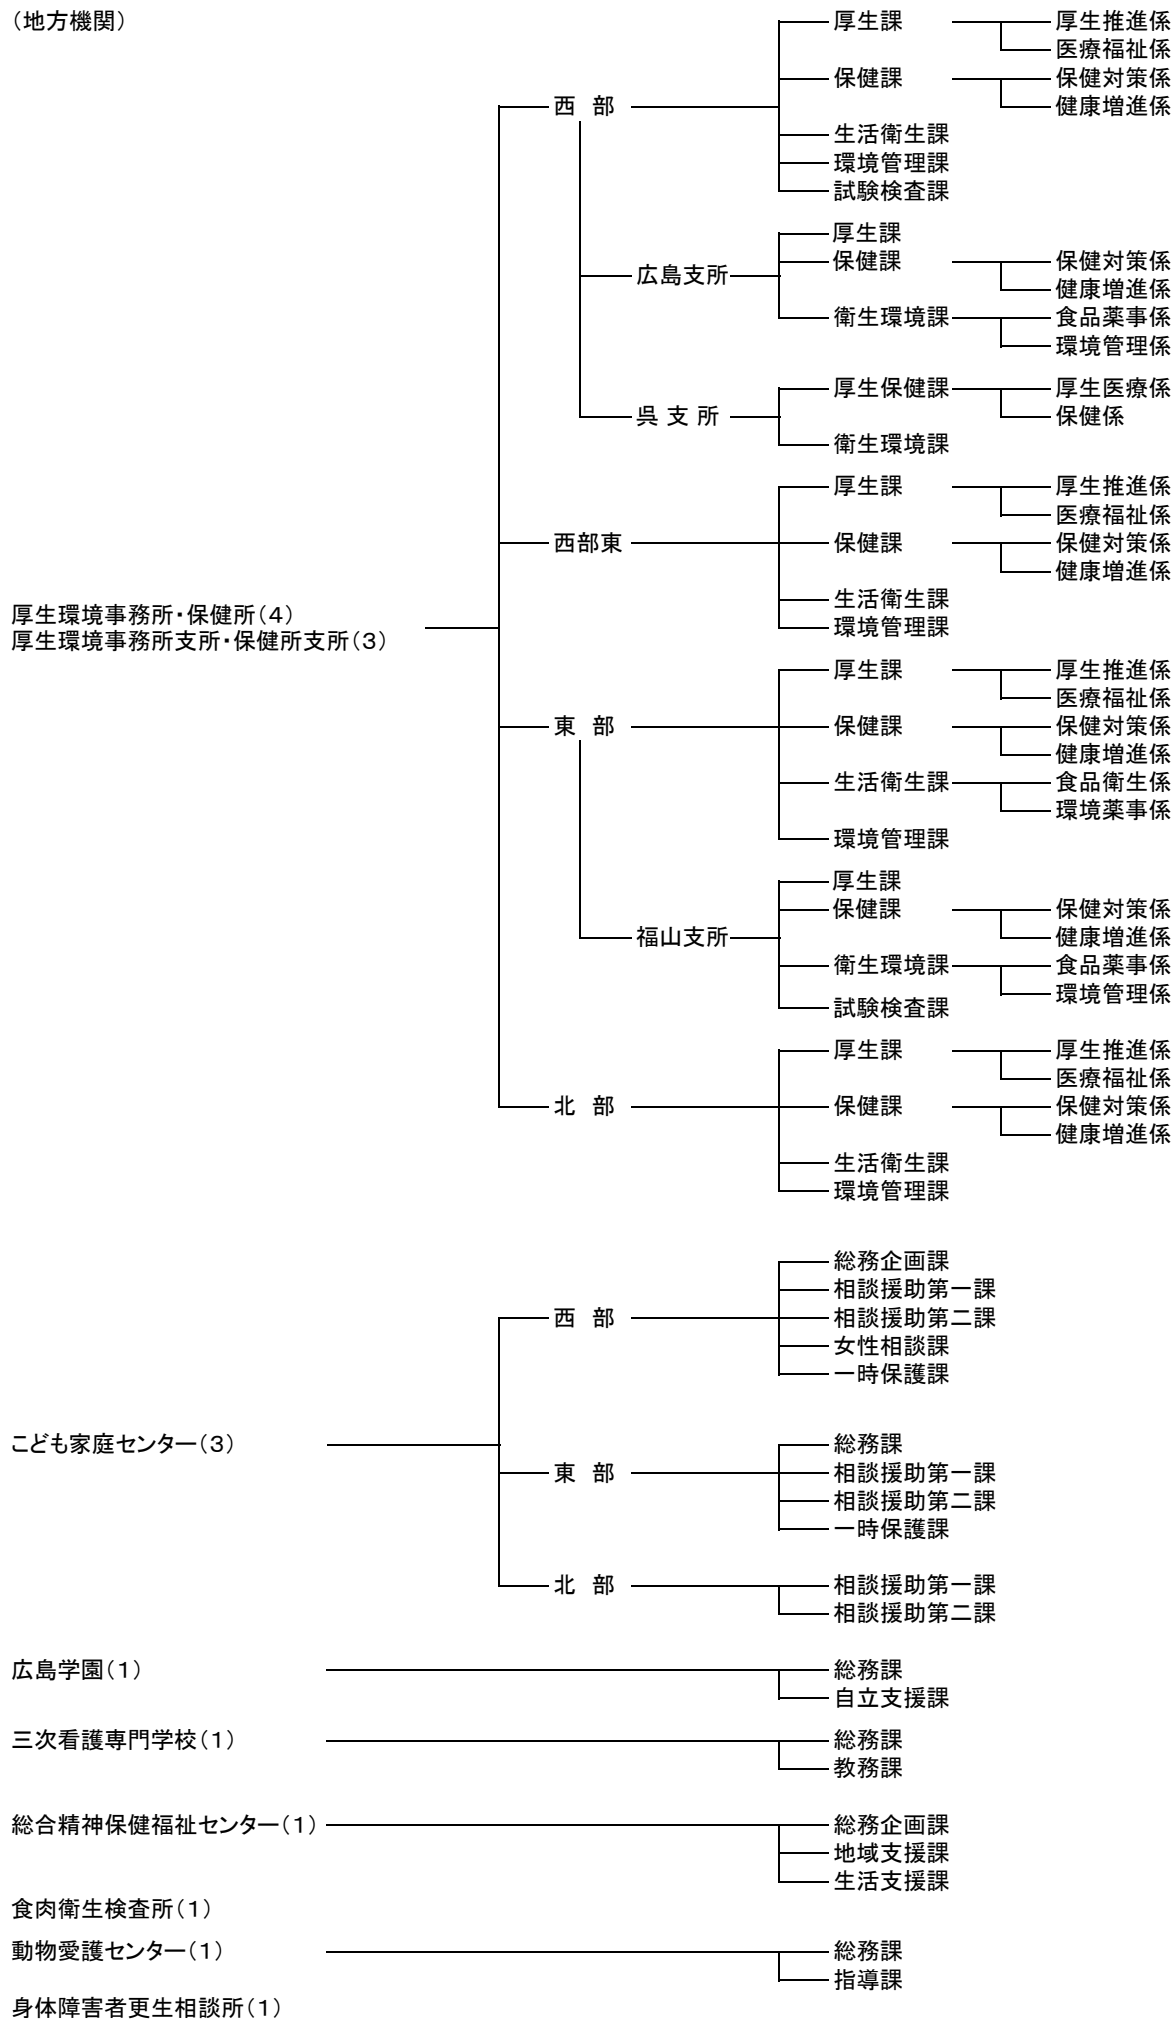 （地方機関）
厚生課 厚生推進係
医療福祉係
保健課 保健対策係
西 部 健康増進係
生活衛生課
環境管理課
試験検査課
厚生課
保健課 保健対策係
広島支所 健康増進係
衛生環境課 食品薬事係
環境管理係
厚生保健課 厚生医療係
呉 支 所 保健係
衛生環境課
厚生課 厚生推進係
医療福祉係
西部東 保健課 保健対策係
健康増進係
生活衛生課
厚生環境事務所・保健所（４）
環境管理課
厚生環境事務所支所・保健所支所（３）
厚生課 厚生推進係
医療福祉係
東 部 保健課 保健対策係
健康増進係
生活衛生課 食品衛生係
環境薬事係
環境管理課
厚生課
保健課 保健対策係
福山支所 健康増進係
衛生環境課 食品薬事係
環境管理係
試験検査課
厚生課 厚生推進係
医療福祉係
北 部 保健課 保健対策係
健康増進係
生活衛生課
環境管理課
総務企画課
相談援助第一課
西 部 相談援助第二課
女性相談課
一時保護課
こども家庭センター（３） 総務課
東 部 相談援助第一課
相談援助第二課
一時保護課
北 部 相談援助第一課
相談援助第二課
広島学園（１） 総務課
自立支援課
三次看護専門学校（１） 総務課
教務課
総合精神保健福祉センター（１） 総務企画課
地域支援課
生活支援課
食肉衛生検査所（１）
動物愛護センター（１） 総務課
指導課
身体障害者更生相談所（１）